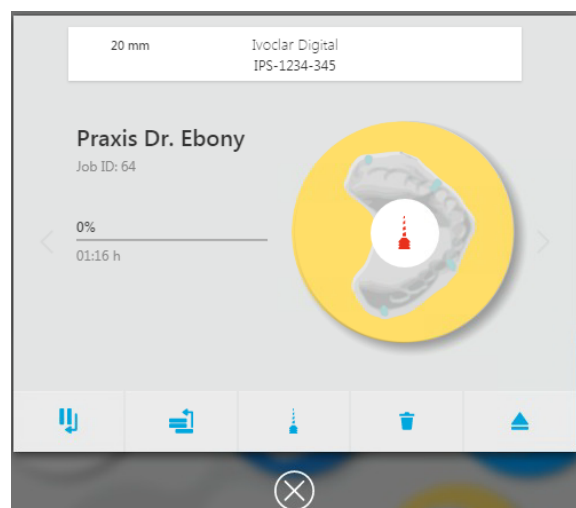 20 mm
Ivoclar Digital
IPS-1234-345
Praxis Dr. Ebony
Job ID: 64
0%
01:16 h